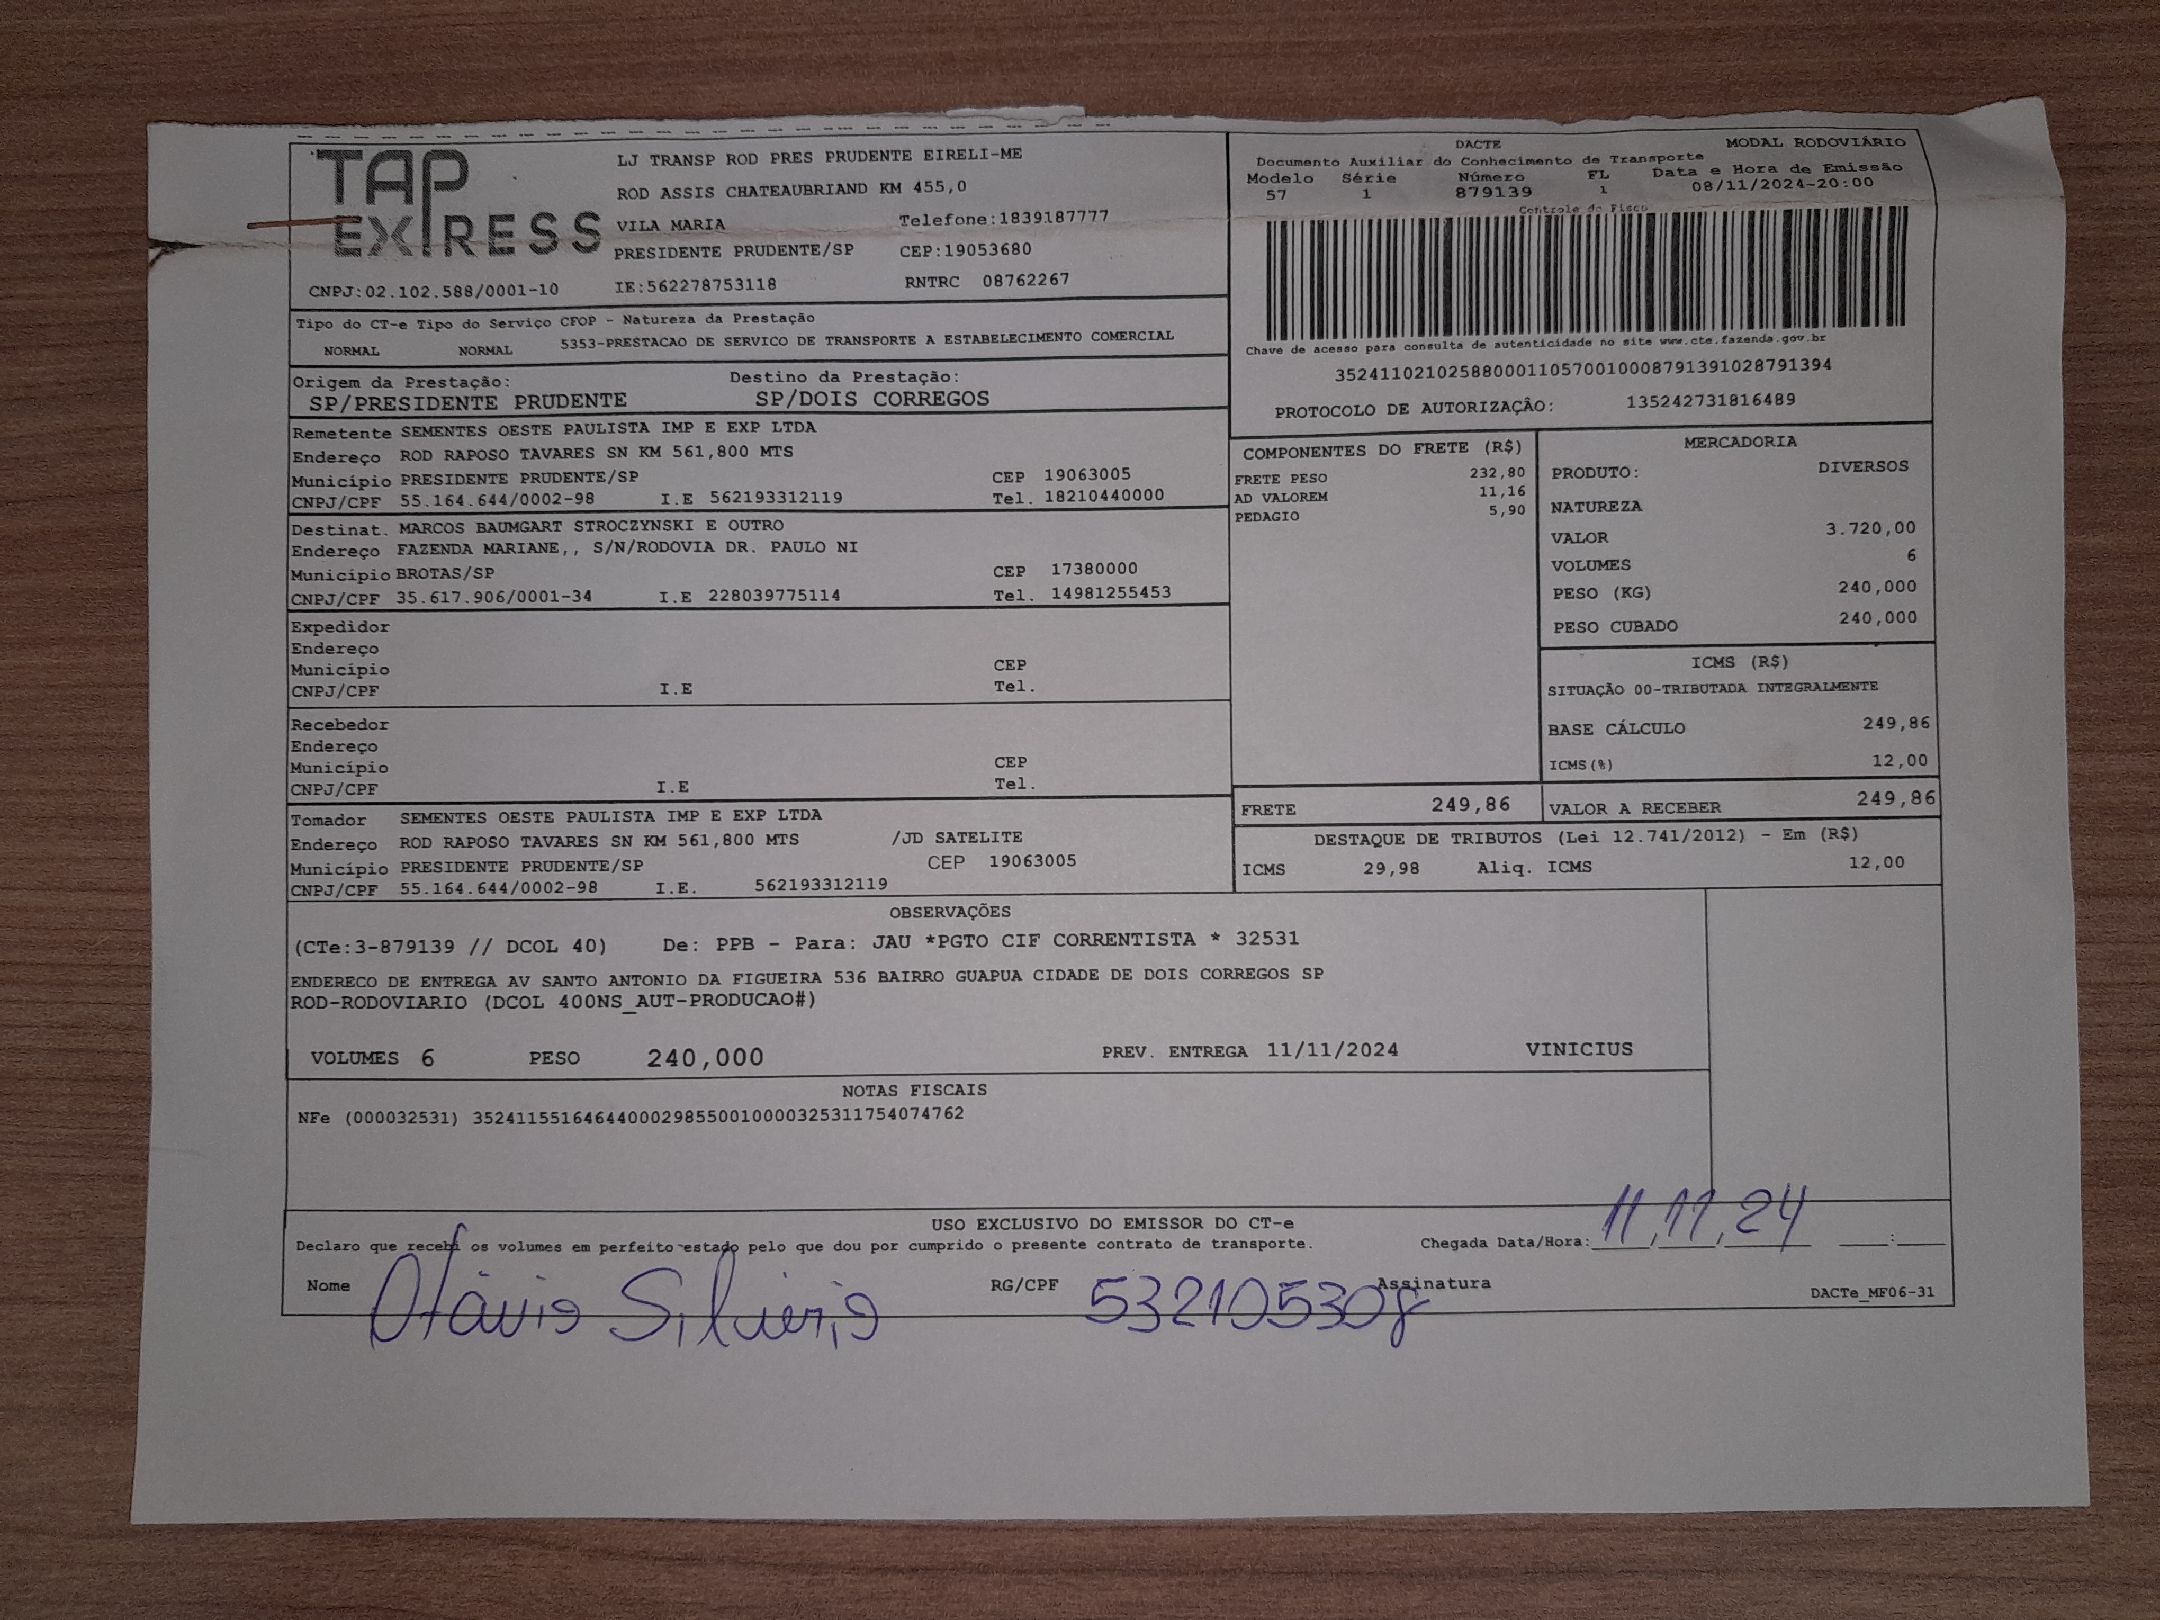 TAP EXPRESS
LJ TRANSP ROD PRES PRUDENTE EIRELI-ME
ROD ASSIS CHATEAUBRIAND KM 455,0
VILA MARIA Telefone:1839187777
PRESIDENTE PRUDENTE/SP CEP:19053680
CNPJ:02.102.588/0001-10 IE:562278753118 RNTRC 08762267
DACTE MODAL RODOVIÁRIO
Documento Auxiliar do Conhecimento de Transporte
Modelo Série Número FL Data e Hora de Emissão
57 1 879139 1 08/11/2024-20:00
Controle do Fisco
Chave de acesso para consulta de autenticidade no site www.cte.fazenda.gov.br
35241102102588000110570010008791391028791394
PROTOCOLO DE AUTORIZAÇÃO: 135242731816489
Tipo do CT-e Tipo do Serviço CFOP - Natureza da Prestação
NORMAL NORMAL 5353-PRESTACAO DE SERVICO DE TRANSPORTE A ESTABELECIMENTO COMERCIAL
Origem da Prestação: Destino da Prestação:
SP/PRESIDENTE PRUDENTE SP/DOIS CORREGOS
Remetente SEMENTES OESTE PAULISTA IMP E EXP LTDA
Endereço ROD RAPOSO TAVARES SN KM 561,800 MTS
Município PRESIDENTE PRUDENTE/SP CEP 19063005
CNPJ/CPF 55.164.644/0002-98 I.E 562193312119 Tel. 18210440000
Destinat. MARCOS BAUMGART STROCZYNSKI E OUTRO
Endereço FAZENDA MARIANE,, S/N/RODOVIA DR. PAULO NI
Município BROTAS/SP CEP 17380000
CNPJ/CPF 35.617.906/0001-34 I.E 228039775114 Tel. 14981255453
Expedidor
Endereço
Município CEP
CNPJ/CPF I.E Tel.
Recebedor
Endereço
Município CEP
CNPJ/CPF I.E Tel.
Tomador SEMENTES OESTE PAULISTA IMP E EXP LTDA
Endereço ROD RAPOSO TAVARES SN KM 561,800 MTS /JD SATELITE
Município PRESIDENTE PRUDENTE/SP CEP 19063005
CNPJ/CPF 55.164.644/0002-98 I.E. 562193312119
COMPONENTES DO FRETE (R$)
FRETE PESO 232,80
AD VALOREM 11,16
PEDAGIO 5,90
MERCADORIA
PRODUTO: DIVERSOS
NATUREZA
VALOR 3.720,00
VOLUMES 6
PESO (KG) 240,000
PESO CUBADO 240,000
ICMS (R$)
SITUAÇÃO 00-TRIBUTADA INTEGRALMENTE
BASE CÁLCULO 249,86
ICMS(%) 12,00
FRETE 249,86 VALOR A RECEBER 249,86
DESTAQUE DE TRIBUTOS (Lei 12.741/2012) - Em (R$)
ICMS 29,98 Aliq. ICMS 12,00
OBSERVAÇÕES
(CTe:3-879139 // DCOL 40) De: PPB - Para: JAU *PGTO CIF CORRENTISTA * 32531
ENDERECO DE ENTREGA AV SANTO ANTONIO DA FIGUEIRA 536 BAIRRO GUAPUA CIDADE DE DOIS CORREGOS SP
ROD-RODOVIARIO (DCOL 400NS_AUT-PRODUCAO#)
VOLUMES 6 PESO 240,000 PREV. ENTREGA 11/11/2024 VINICIUS
NOTAS FISCAIS
NFe (000032531) 35241155164644000298550010000325311754074762
USO EXCLUSIVO DO EMISSOR DO CT-e
Declaro que recebi os volumes em perfeito estado pelo que dou por cumprido o presente contrato de transporte. Chegada Data/Hora: 11,11,24 :
Nome Otávio Silverio RG/CPF 532105308 Assinatura DACTe_MF06-31